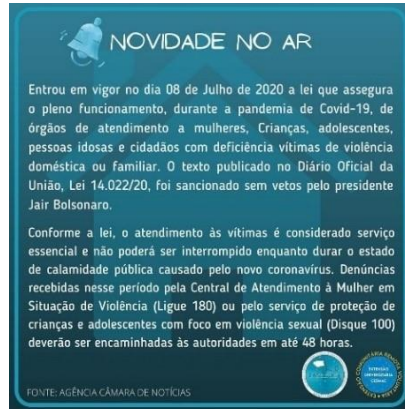 NOVIDADE NO AR
Entrou em vigor no dia 08 de Julho de 2020 a lei que assegura
o pleno funcionamento, durante a pandemia de Covid-19, de
órgãos de atendimento a mulheres, Crianças, adolescentes,
pessoas idosas e cidadãos com deficiência vítimas de violência
doméstica ou familiar. O texto publicado no Diário Oficial da
União, Lei 14.022/20, foi sancionado sem vetos pelo presidente
Jair Bolsonaro.
Conforme a lei, o atendimento às vítimas é considerado serviço
essencial e não poderá ser interrompido enquanto durar o estado
de calamidade pública causado pelo novo coronavírus. Denúncias
recebidas nesse período pela Central de Atendimento à Mulher em
Situação de Violência (Ligue 180) ou pelo serviço de proteção de
crianças e adolescentes com foco em violência sexual (Disque 100)
deverão ser encaminhadas às autoridades em até 48 horas.
FONTE: AGÊNCIA CÂMARA DE NOTÍCIAS